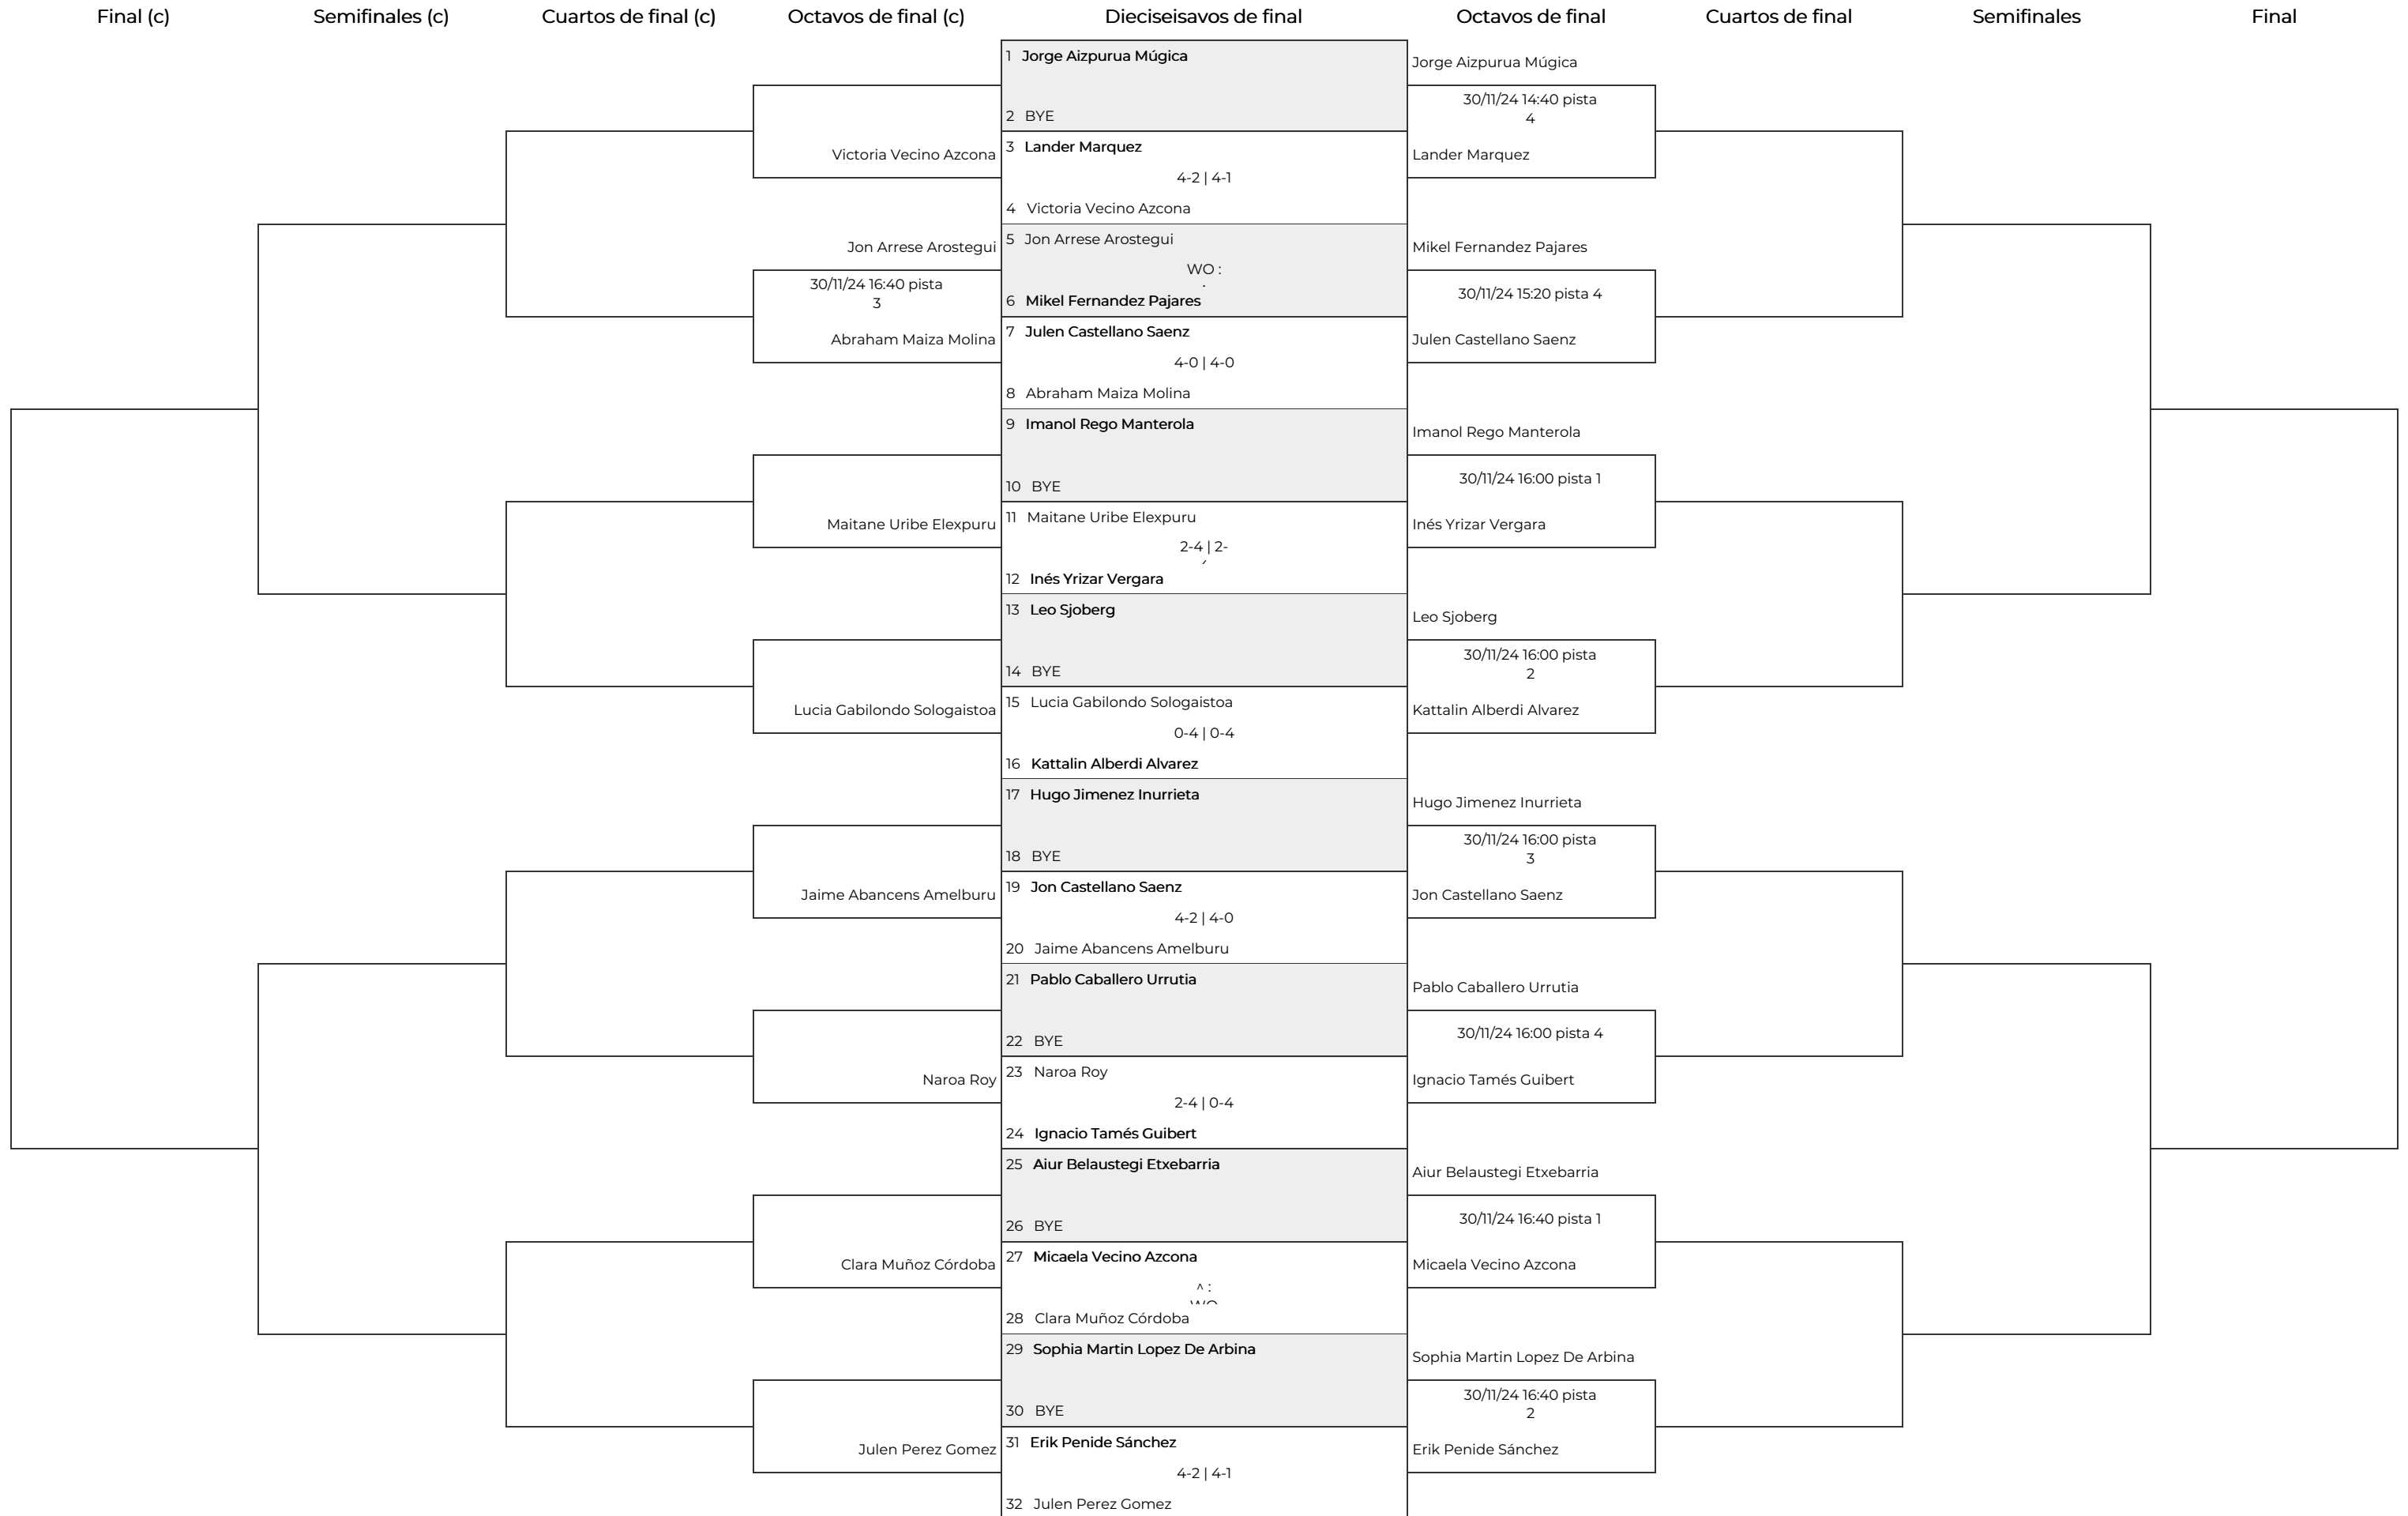 Final (c)
Semifinales (c)
Cuartos de final (c)
Octavos de final (c)
Dieciseisavos de final
Octavos de final
Cuartos de final
Semifinales
Final
Victoria Vecino Azcona
Jon Arrese Arostegui
30/11/24 16:40 pista
3
Abraham Maiza Molina
Maitane Uribe Elexpuru
Lucia Gabilondo Sologaistoa
Jaime Abancens Amelburu
Naroa Roy
Clara Muñoz Córdoba
Julen Perez Gomez
1 Jorge Aizpurua Múgica
2 BYE
3 Lander Marquez
4-2 | 4-1
4 Victoria Vecino Azcona
5 Jon Arrese Arostegui
WO :
6 Mikel Fernandez Pajares
7 Julen Castellano Saenz
4-0 | 4-0
8 Abraham Maiza Molina
9 Imanol Rego Manterola
10 BYE
11 Maitane Uribe Elexpuru
2-4 | 2-
12 Inés Yrizar Vergara
13 Leo Sjoberg
14 BYE
15 Lucia Gabilondo Sologaistoa
0-4 | 0-4
16 Kattalin Alberdi Alvarez
17 Hugo Jimenez Inurrieta
18 BYE
19 Jon Castellano Saenz
4-2 | 4-0
20 Jaime Abancens Amelburu
21 Pablo Caballero Urrutia
22 BYE
23 Naroa Roy
2-4 | 0-4
24 Ignacio Tamés Guibert
25 Aiur Belaustegi Etxebarria
26 BYE
27 Micaela Vecino Azcona
^ :
WO
28 Clara Muñoz Córdoba
29 Sophia Martin Lopez De Arbina
30 BYE
31 Erik Penide Sánchez
4-2 | 4-1
32 Julen Perez Gomez
Jorge Aizpurua Múgica
30/11/24 14:40 pista
4
Lander Marquez
Mikel Fernandez Pajares
30/11/24 15:20 pista 4
Julen Castellano Saenz
Imanol Rego Manterola
30/11/24 16:00 pista 1
Inés Yrizar Vergara
Leo Sjoberg
30/11/24 16:00 pista
2
Kattalin Alberdi Alvarez
Hugo Jimenez Inurrieta
30/11/24 16:00 pista
3
Jon Castellano Saenz
Pablo Caballero Urrutia
30/11/24 16:00 pista 4
Ignacio Tamés Guibert
Aiur Belaustegi Etxebarria
30/11/24 16:40 pista 1
Micaela Vecino Azcona
Sophia Martin Lopez De Arbina
30/11/24 16:40 pista
2
Erik Penide Sánchez